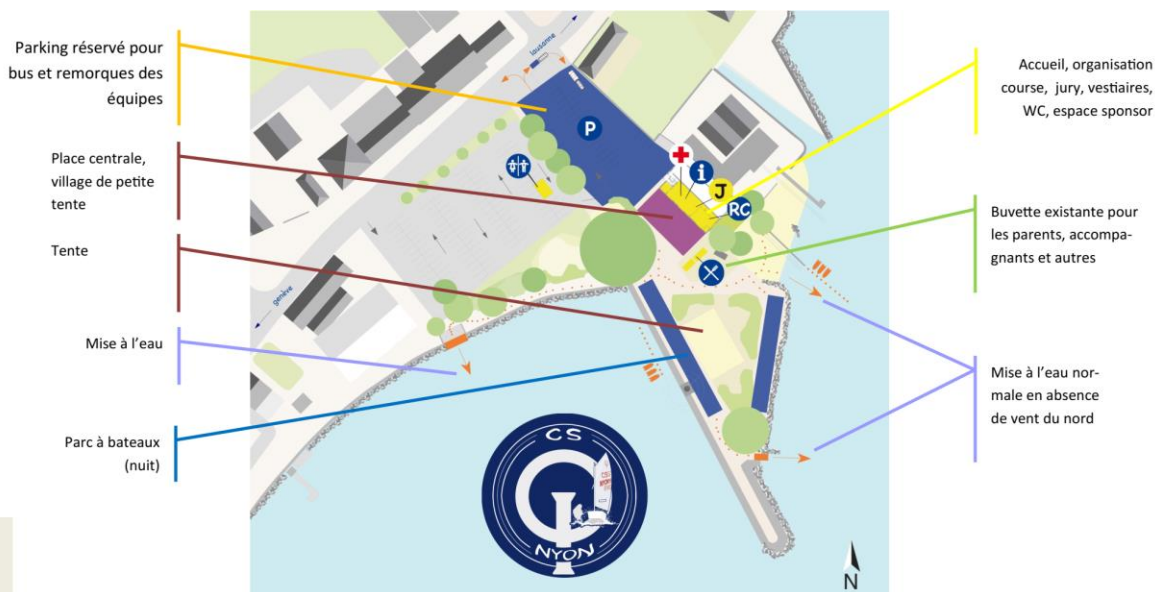 Parking réservé pour
bus et remorques des
équipes
Place centrale,
village de petite
tente
Tente
Mise à l’eau
Parc à bateaux
(nuit)
lausanne
P
i
J
RC
genève
CS
NYON
N
Accueil, organisation
course, jury, vestiaires,
WC, espace sponsor
Buvette existante pour
les parents, accompa-
gnants et autres
Mise à l’eau nor-
male en absence
de vent du nord